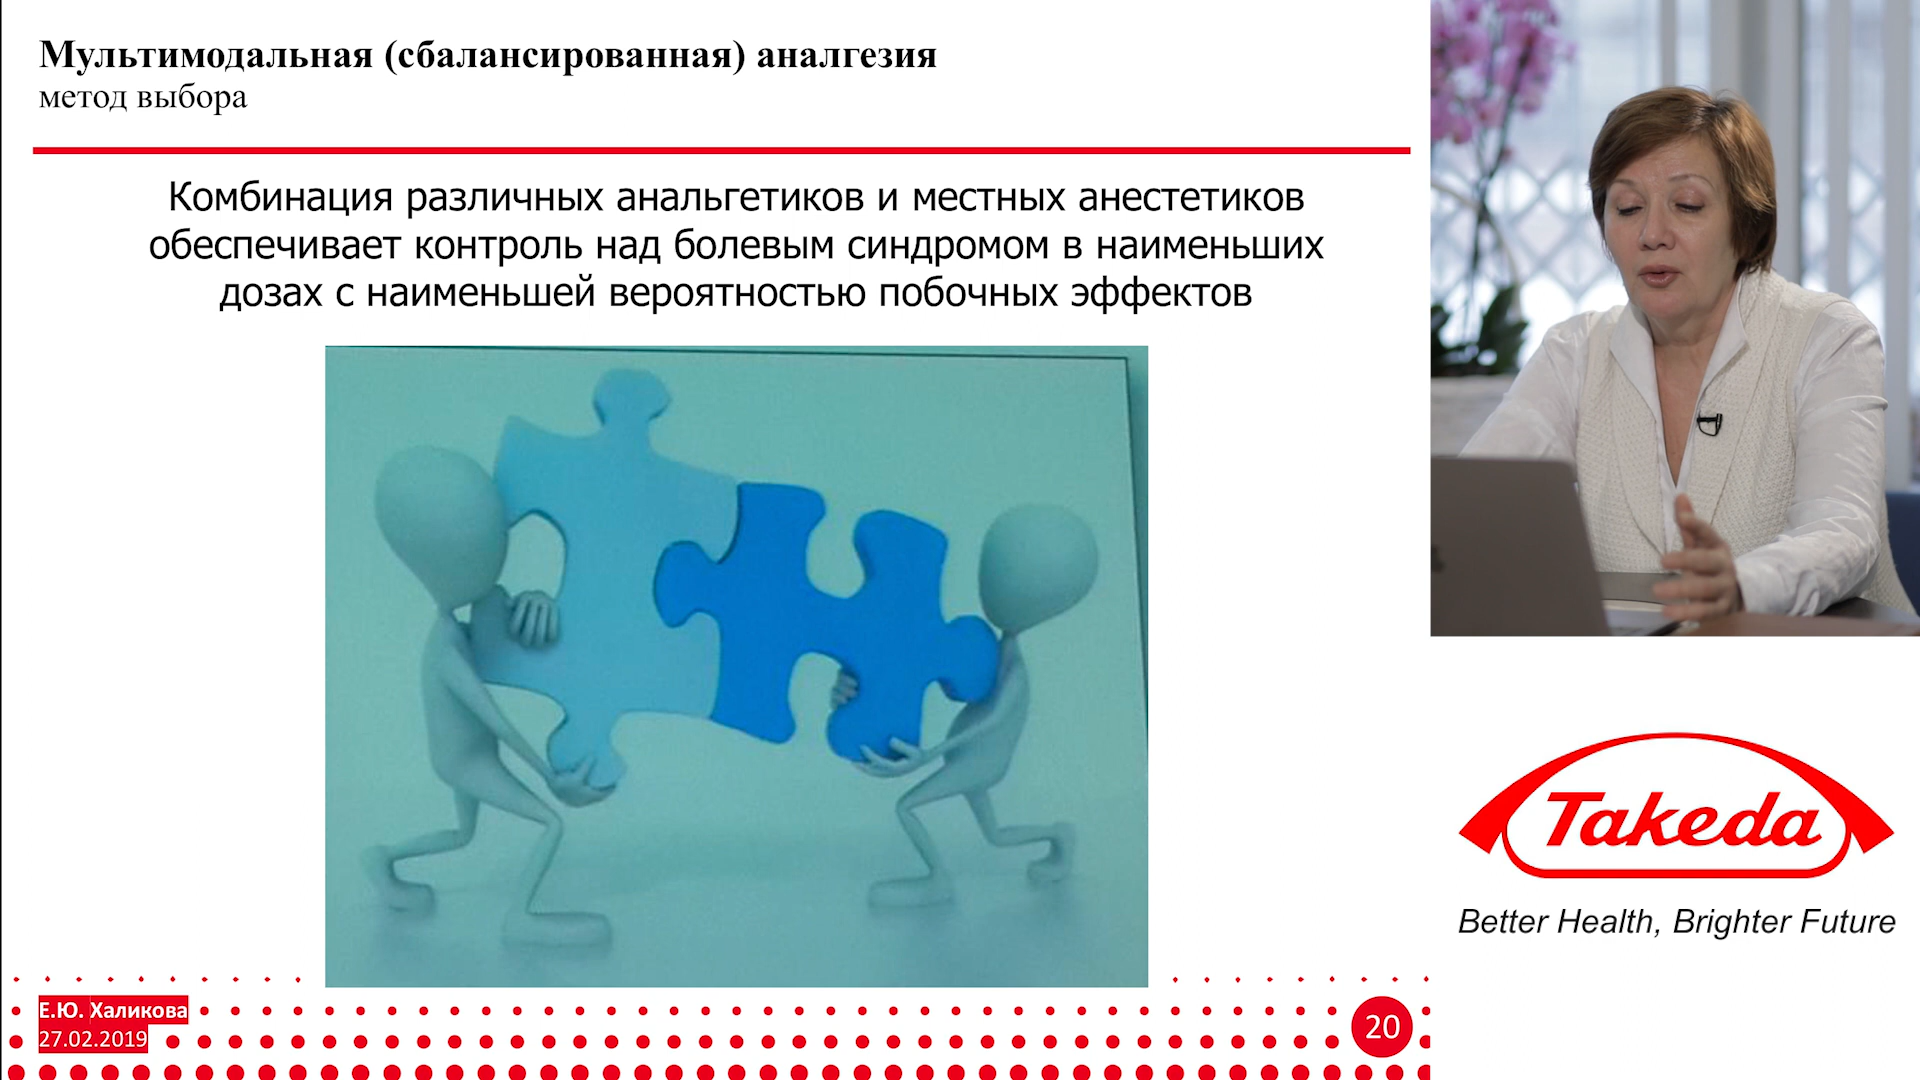 Мультимодальная (сбалансированная) аналгезия
метод выбора
Комбинация различных анальгетиков и местных анестетиков
обеспечивает контроль над болевым синдромом в наименьших
дозах с наименьшей вероятностью побочных эффектов
Takeda
Better Health, Brighter Future
Е.Ю. Халикова
27.02.2019
20